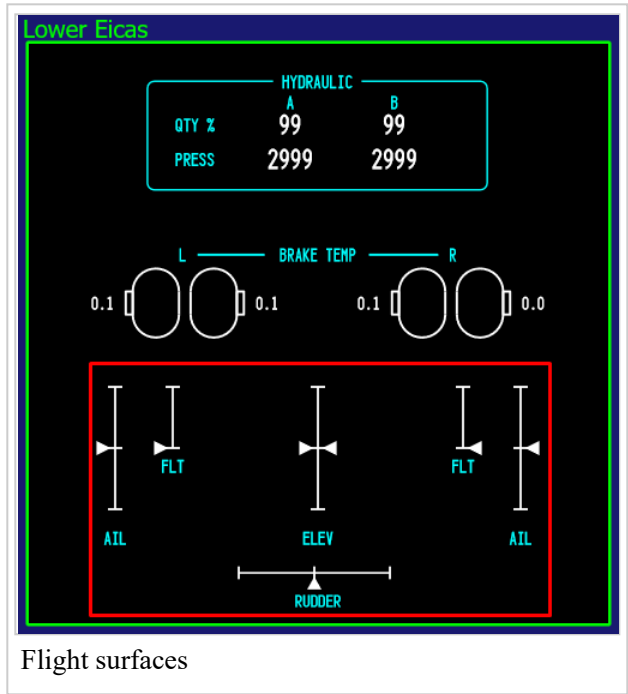 Lower Eicas
HYDRAULIC
A B
QTY % 99 99
PRESS 2999 2999
L BRAKE TEMP R
0.1 0.1 0.1 0.0
FLT FLT
AIL ELEV AIL
RUDDER
Flight surfaces